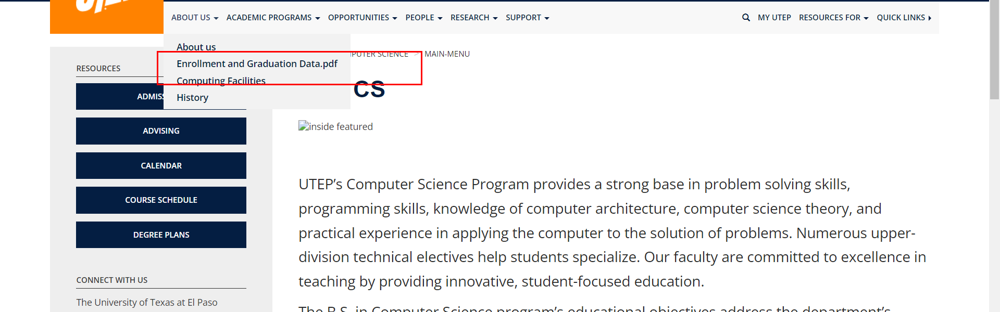 ABOUT US ACADEMIC PROGRAMS OPPORTUNITIES PEOPLE RESEARCH SUPPORT MY UTEP RESOURCES FOR QUICK LINKS
About us
Enrollment and Graduation Data.pdf
Computing Facilities
History
COMPUTER SCIENCE > MAIN-MENU
CS
RESOURCES
ADVISING
CALENDAR
COURSE SCHEDULE
DEGREE PLANS
CONNECT WITH US
The University of Texas at El Paso
inside featured
UTEP’s Computer Science Program provides a strong base in problem solving skills,
programming skills, knowledge of computer architecture, computer science theory, and
practical experience in applying the computer to the solution of problems. Numerous upper-
division technical electives help students specialize. Our faculty are committed to excellence in
teaching by providing innovative, student-focused education.
The B.S. in Computer Science program’s educational objectives address the department’s